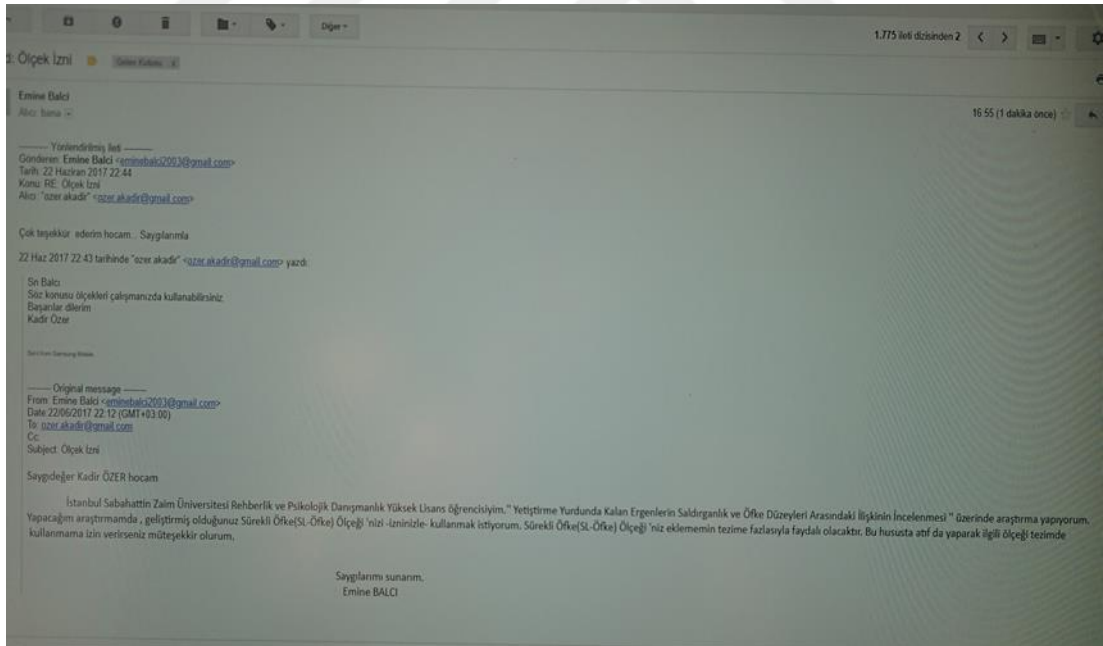 Diğer
1.775 ileti dizisinden 2
: Ölçek İzni Gelen Kutusu x
Emine Balci
Alıcı: bana
16:55 (1 dakika önce)
-------- Yönlendirilmiş ileti --------
Gönderen: Emine Balci <eminebalci2003@gmail.com>
Tarih: 22 Haziran 2017 22:44
Konu: RE: Ölçek İzni
Alıcı: "ozer.akadir" <ozer.akadir@gmail.com>
Çok teşekkür ederim hocam... Saygılarımla
22 Haz 2017 22:43 tarihinde "ozer.akadir" <ozer.akadir@gmail.com> yazdı:
Sn Balcı
Söz konusu ölçekleri çalışmanızda kullanabilirsiniz.
Başarılar dilerim
Kadir Özer
-------- Original message --------
From: Emine Balci <eminebalci2003@gmail.com>
Date:22/06/2017 22:12 (GMT+03:00)
To: ozer.akadir@gmail.com
Cc:
Subject: Ölçek İzni
Saygıdeğer Kadir ÖZER hocam
İstanbul Sabahattin Zaim Üniversitesi Rehberlik ve Psikolojik Danışmanlık Yüksek Lisans öğrencisiyim." Yetiştirme Yurdunda Kalan Ergenlerin Saldırganlık ve Öfke Düzeyleri Arasındaki İlişkinin İncelenmesi " üzerinde araştırma yapıyorum.
Yapacağım araştırmamda , geliştirmiş olduğunuz Sürekli Öfke(SL-Öfke) Ölçeği 'nizi -izninizle- kullanmak istiyorum. Sürekli Öfke(SL-Öfke) Ölçeği 'niz eklememin tezime fazlasıyla faydalı olacaktır. Bu hususta atıf da yaparak ilgili ölçeği tezimde
kullanmama izin verirseniz müteşekkir olurum.
Saygılarımı sunarım.
Emine BALCI